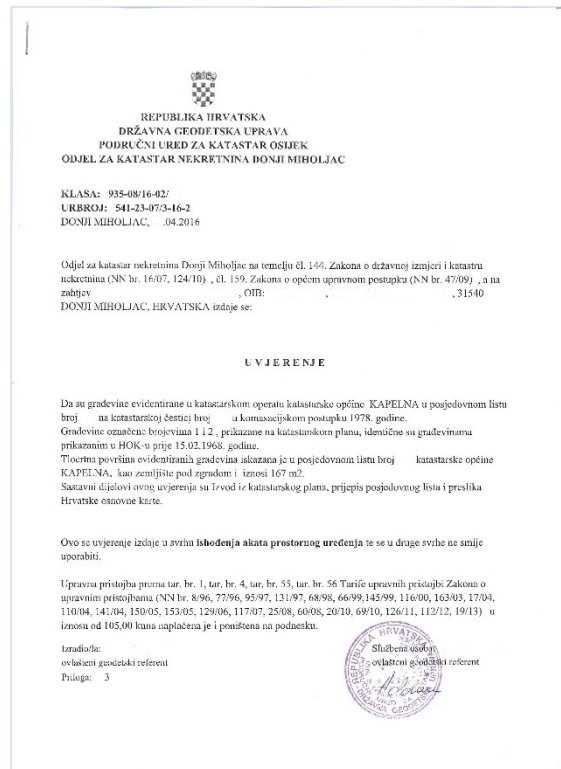 REPUBLIKA HRVATSKA
DRŽAVNA GEODETSKA UPRAVA
PODRUČNI URED ZA KATASTAR OSIJEK
ODJEL ZA KATASTAR NEKRETNINA DONJI MIHOLJAC
KLASA: 935-08/16-02/
URBROJ: 541-23-07/3-16-2
DONJI MIHOLJAC, .04.2016
Odjel za katastar nekretnina Donji Miholjac na temelju čl. 144. Zakona o državnoj izmjeri i katastru
nekretnina (NN br. 16/07, 124/10) , čl. 159. Zakona o općem upravnom postupku (NN br. 47/09) , a na
zahtjev , OIB: , , 31540
DONJI MIHOLJAC, HRVATSKA izdaje se:
U V J E R E N J E
Da su građevine evidentirane u katastarskom operatu katastarske općine KAPELNA u posjedovnom listu
broj na katastarskoj čestici broj u komasacijskom postupku 1978. godine.
Građevine označene brojevima 1 i 2 , prikazane na katastarskom planu, identične su građevinama
prikazanim u HOK-u prije 15.02.1968. godine.
Tlocrtna površina evidentiranih građevina iskazana je u posjedovnom listu broj katastarske općine
KAPELNA, kao zemljište pod zgradom i iznosi 167 m2.
Sastavni dijelovi ovog uvjerenja su Izvod iz katastarskog plana, prijepis posjedovnog lista i preslika
Hrvatske osnovne karte.
Ovo se uvjerenje izdaje u svrhu ishođenja akata prostornog uređenja te se u druge svrhe ne smije
uporabiti.
Upravna pristojba prema tar. br. 1, tar. br. 4, tar. br. 55, tar. br. 56 Tarife upravnih pristojbi Zakona o
upravnim pristojbama (NN br. 8/96, 77/96, 95/97, 131/97, 68/98, 66/99,145/99, 116/00, 163/03, 17/04,
110/04, 141/04, 150/05, 153/05, 129/06, 117/07, 25/08, 60/08, 20/10, 69/10, 126/11, 112/12, 19/13) u
iznosu od 105,00 kuna naplaćena je i poništena na podnesku.
Izradio/la:
ovlašteni geodetski referent
Priloga: 3
Službena osoba:
ovlašteni geodetski referent
REPUBLIKA HRVATSKA